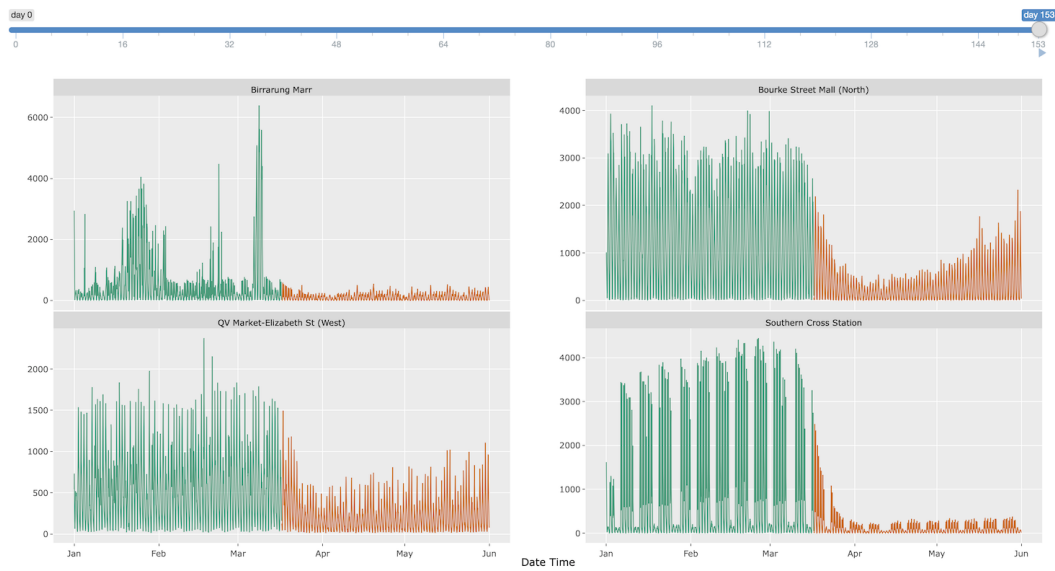 day 0
day 153
0 16 32 48 64 80 96 112 128 144 153
Birrarung Marr
6000
4000
2000
0
Bourke Street Mall (North)
4000
3000
2000
1000
0
QV Market-Elizabeth St (West)
2000
1500
1000
500
0
Jan Feb Mar Apr May Jun
Southern Cross Station
4000
3000
2000
1000
0
Jan Feb Mar Apr May Jun
Date Time